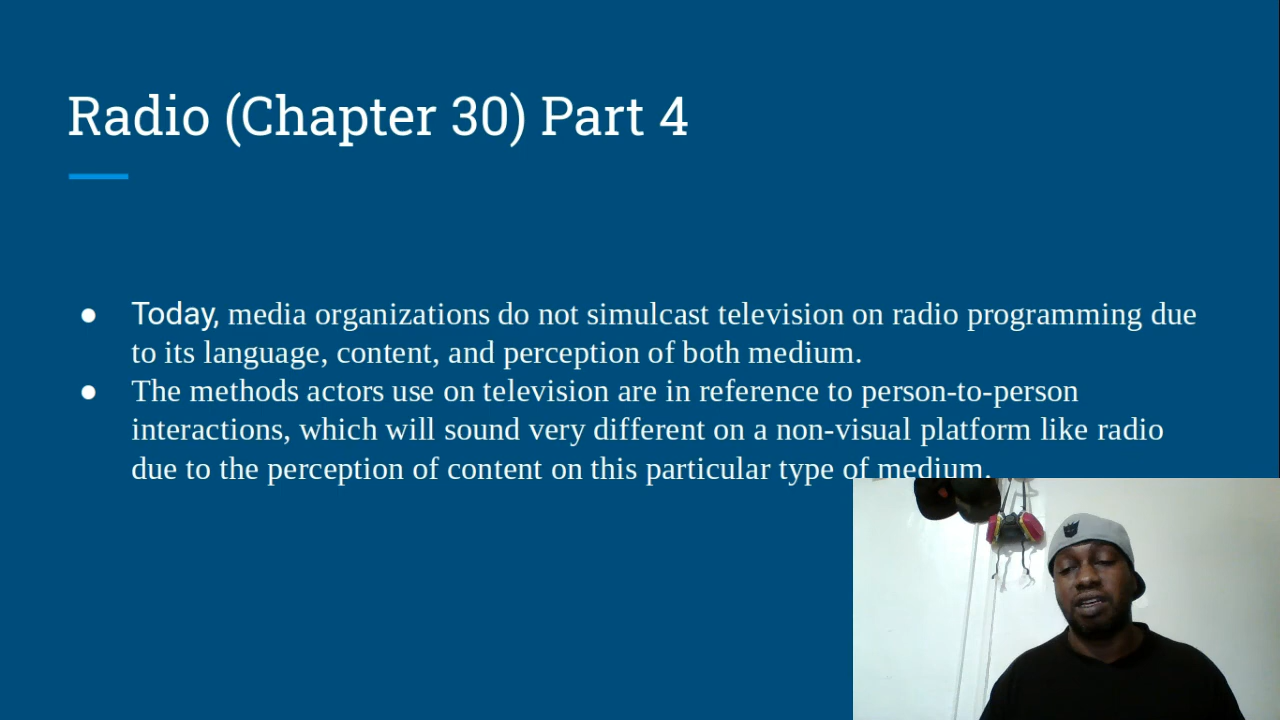 Radio (Chapter 30) Part 4
● Today, media organizations do not simulcast television on radio programming due
to its language, content, and perception of both medium.
● The methods actors use on television are in reference to person-to-person
interactions, which will sound very different on a non-visual platform like radio
due to the perception of content on this particular type of medium.